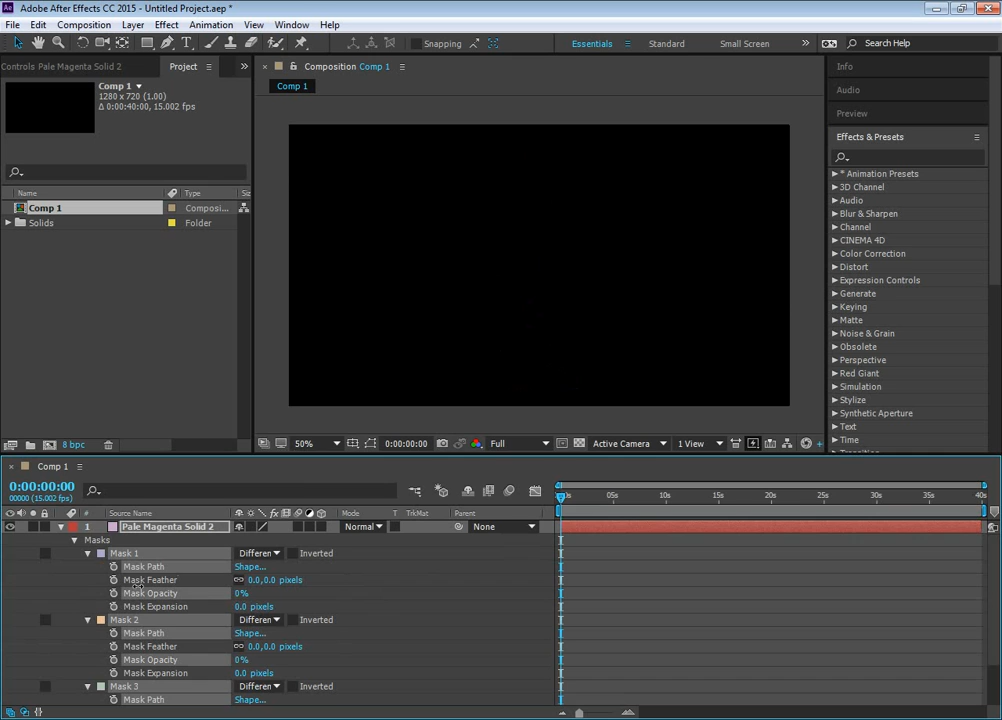 Adobe After Effects CC 2015 - Untitled Project.aep *
File Edit Composition Layer Effect Animation View Window Help
Snapping Essentials Standard Small Screen Search Help
Controls Pale Magenta Solid 2 Project
Composition Comp 1
Info
Comp 1
1280 x 720 (1.00)
Δ 0:00:40:00, 15.002 fps
Comp 1
Audio
Preview
Effects & Presets
* Animation Presets
3D Channel
Audio
Blur & Sharpen
Channel
CINEMA 4D
Color Correction
Distort
Expression Controls
Generate
Keying
Matte
Noise & Grain
Obsolete
Perspective
Red Giant
Simulation
Stylize
Synthetic Aperture
Text
Time
Name Type Siz
Comp 1 Composi...
Solids Folder
8 bpc
50% 0:00:00:00 Full Active Camera 1 View
Comp 1
0:00:00:00
00000 (15.002 fps)
05s 10s 15s 20s 25s 30s 35s 40s
# Source Name Mode T TrkMat Parent
1 Pale Magenta Solid 2 Normal None
Masks
Mask 1 Differen Inverted
Mask Path Shape...
Mask Feather 0.0,0.0 pixels
Mask Opacity 0%
Mask Expansion 0.0 pixels
Mask 2 Differen Inverted
Mask Path Shape...
Mask Feather 0.0,0.0 pixels
Mask Opacity 0%
Mask Expansion 0.0 pixels
Mask 3 Differen Inverted
Mask Path Shape...